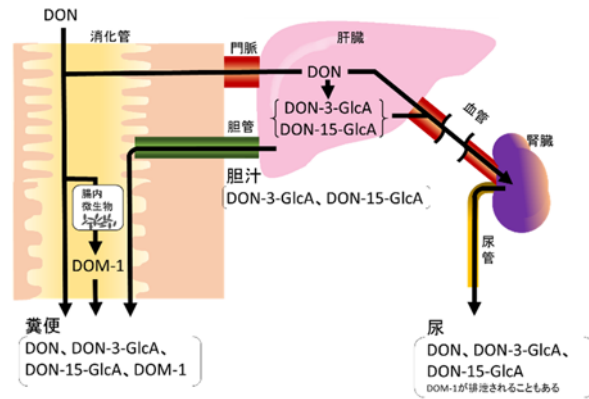 DON
消化管
門脈
肝臓
DON
DON-3-GlcA
DON-15-GlcA
血管
腎臓
胆管
胆汁
DON-3-GlcA、DON-15-GlcA
腸内
微生物
DOM-1
尿管
糞便
DON、DON-3-GlcA、
DON-15-GlcA、DOM-1
尿
DON、DON-3-GlcA、
DON-15-GlcA
DOM-1が排泄されることもある